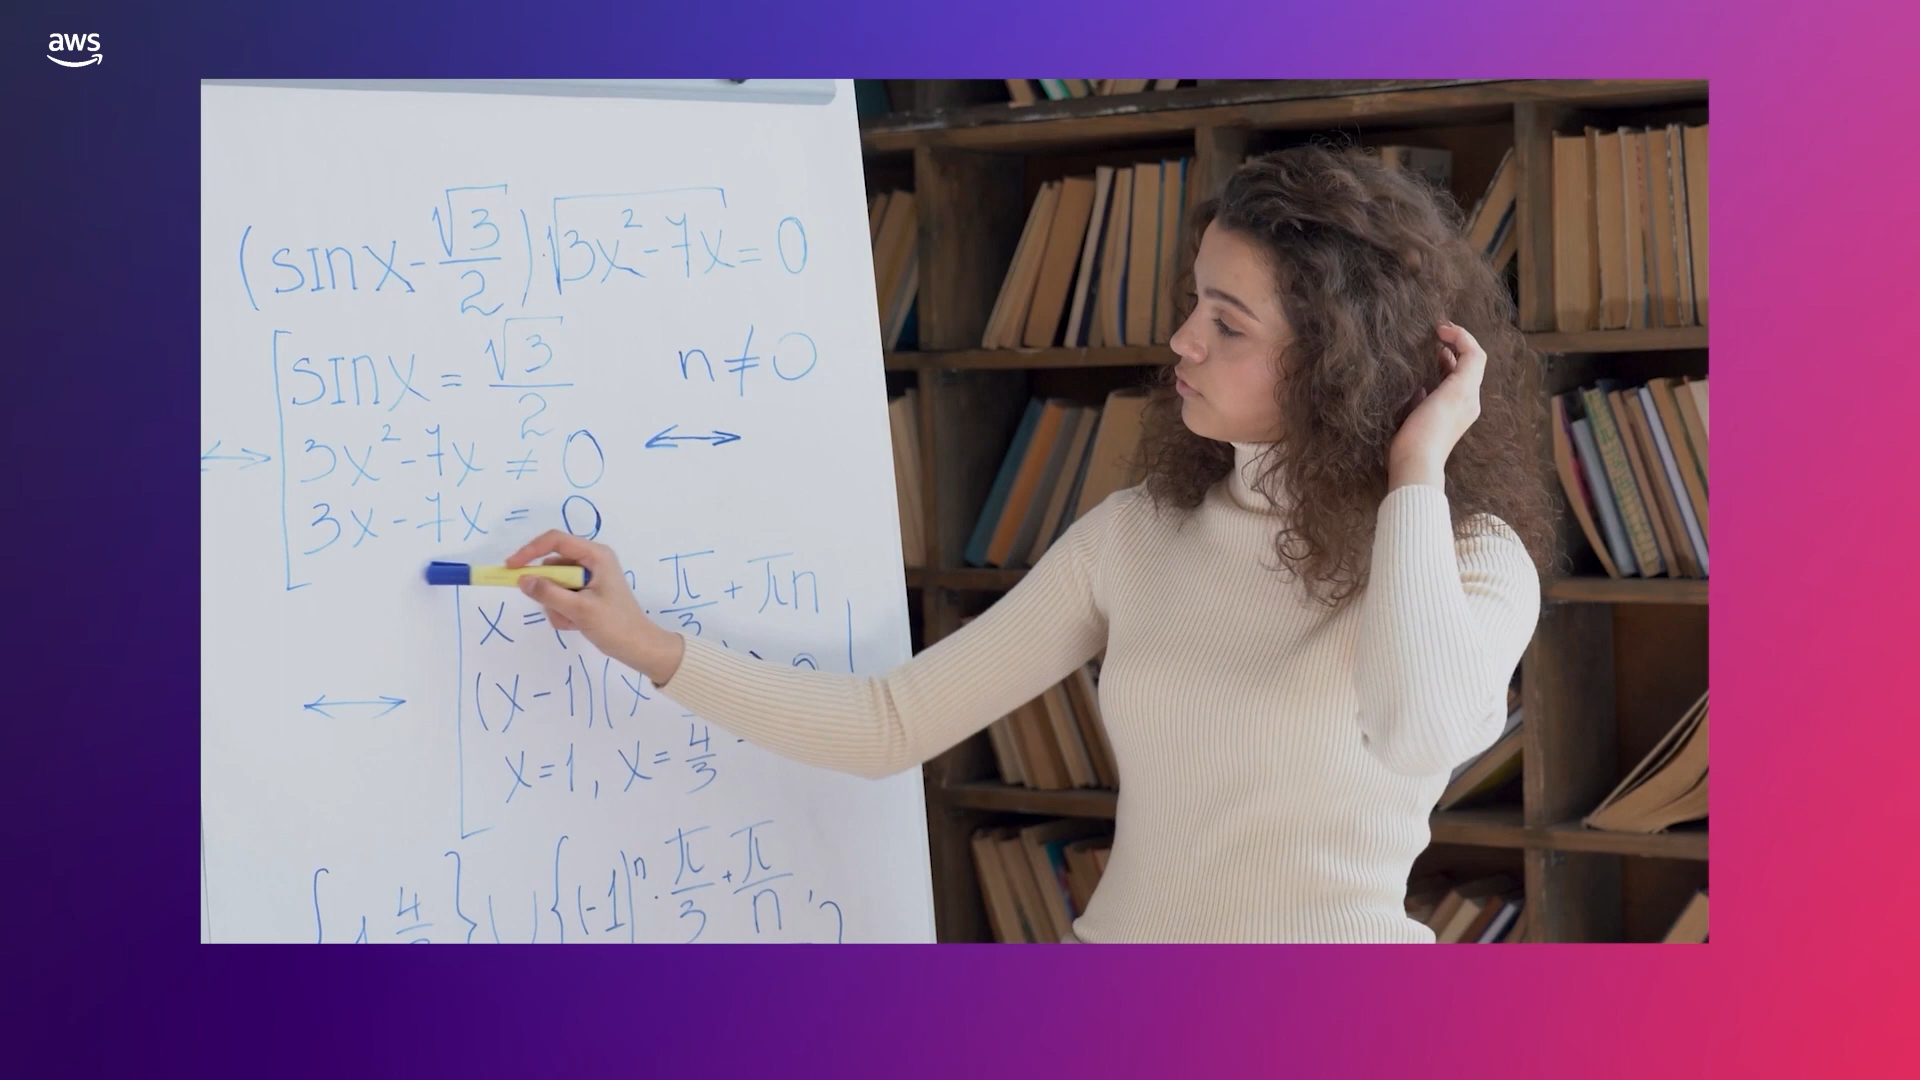 aws
(sinx-√3/2)·√3x²-7x=0
sinx=√3/2 n≠0
3x²-7x≠0 ↔
↔
3x-7x=0
x= π/3+πn
↔ (x-1)(x
x=1, x=4/3
4 }∪{(-1)ⁿ·π/3+π/n,